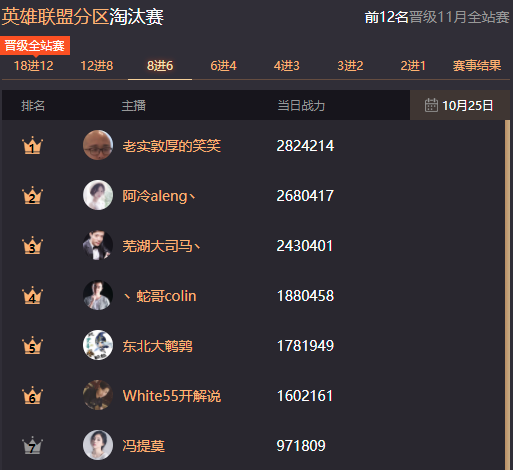 英雄联盟分区淘汰赛 前12名晋级11月全站赛
晋级全站赛
18进12 12进8 8进6 6进4 4进3 3进2 2进1 赛事结果
排名 主播 当日战力 10月25日
1 老实敦厚的笑笑 2824214
2 阿冷aleng丶 2680417
3 芜湖大司马丶 2430401
4 丶蛇哥colin 1880458
5 东北大鹌鹑 1781949
6 White55开解说 1602161
7 冯提莫 971809